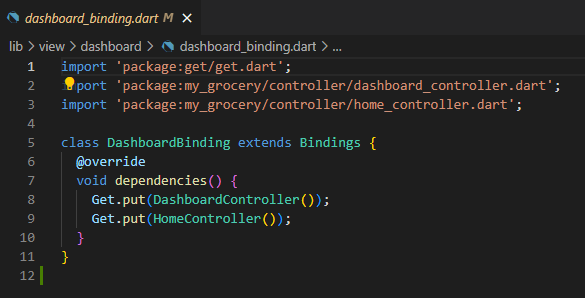 dashboard_binding.dart M ×
lib > view > dashboard > dashboard_binding.dart > ...
1 import 'package:get/get.dart';
2 import 'package:my_grocery/controller/dashboard_controller.dart';
3 import 'package:my_grocery/controller/home_controller.dart';
4
5 class DashboardBinding extends Bindings {
6 @override
7 void dependencies() {
8 Get.put(DashboardController());
9 Get.put(HomeController());
10 }
11 }
12